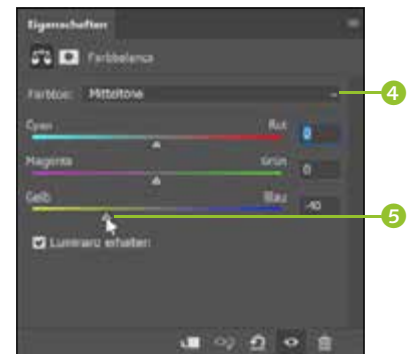 Eigenschaften
Farbbalance
Farbton: Mitteltöne
4
Cyan Rot 0
Magenta Grün 0
Gelb Blau -40
5
Luminanz erhalten